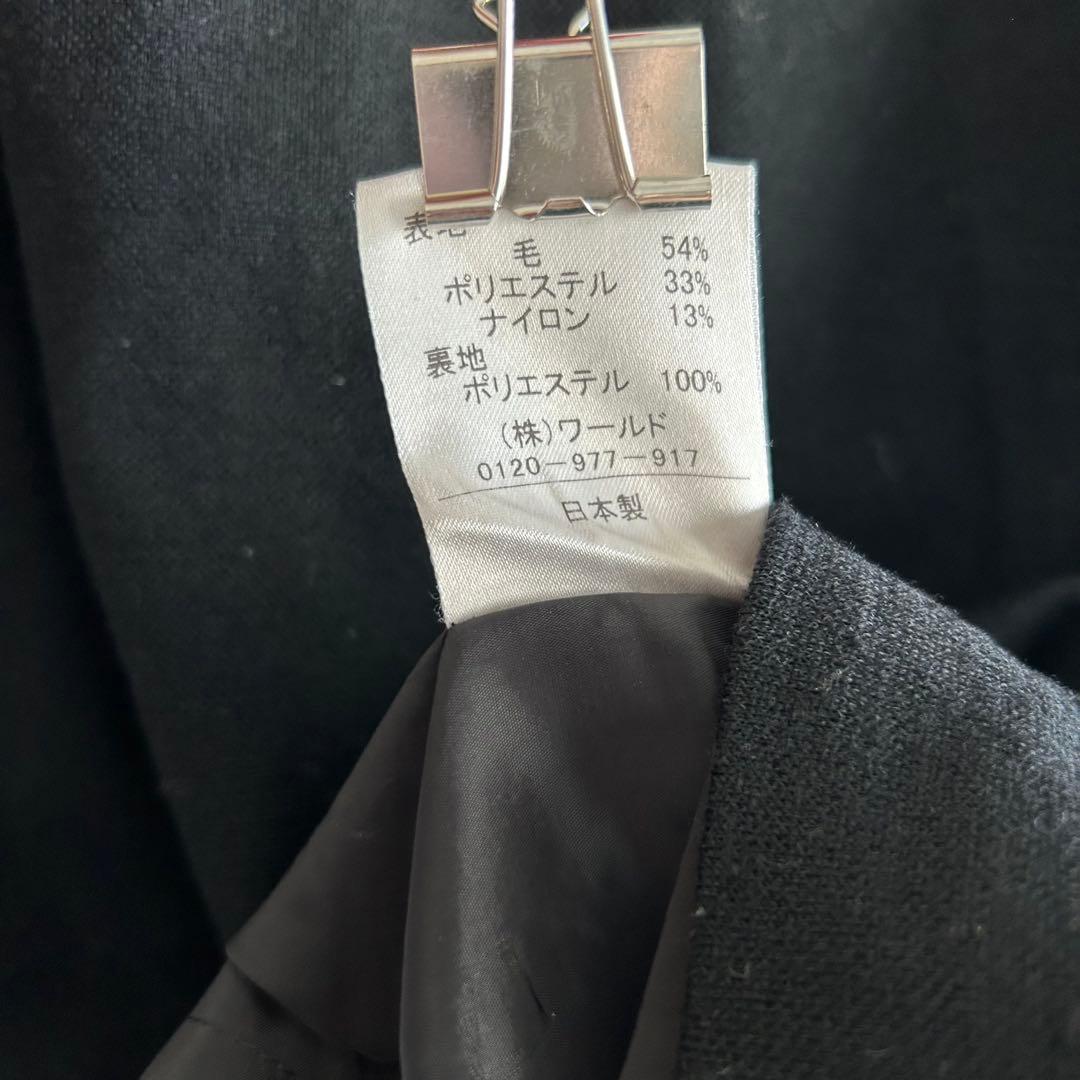 表地
毛 54%
ポリエステル 33%
ナイロン 13%
裏地
ポリエステル 100%
(株)ワールド
0120-977-917
日本製